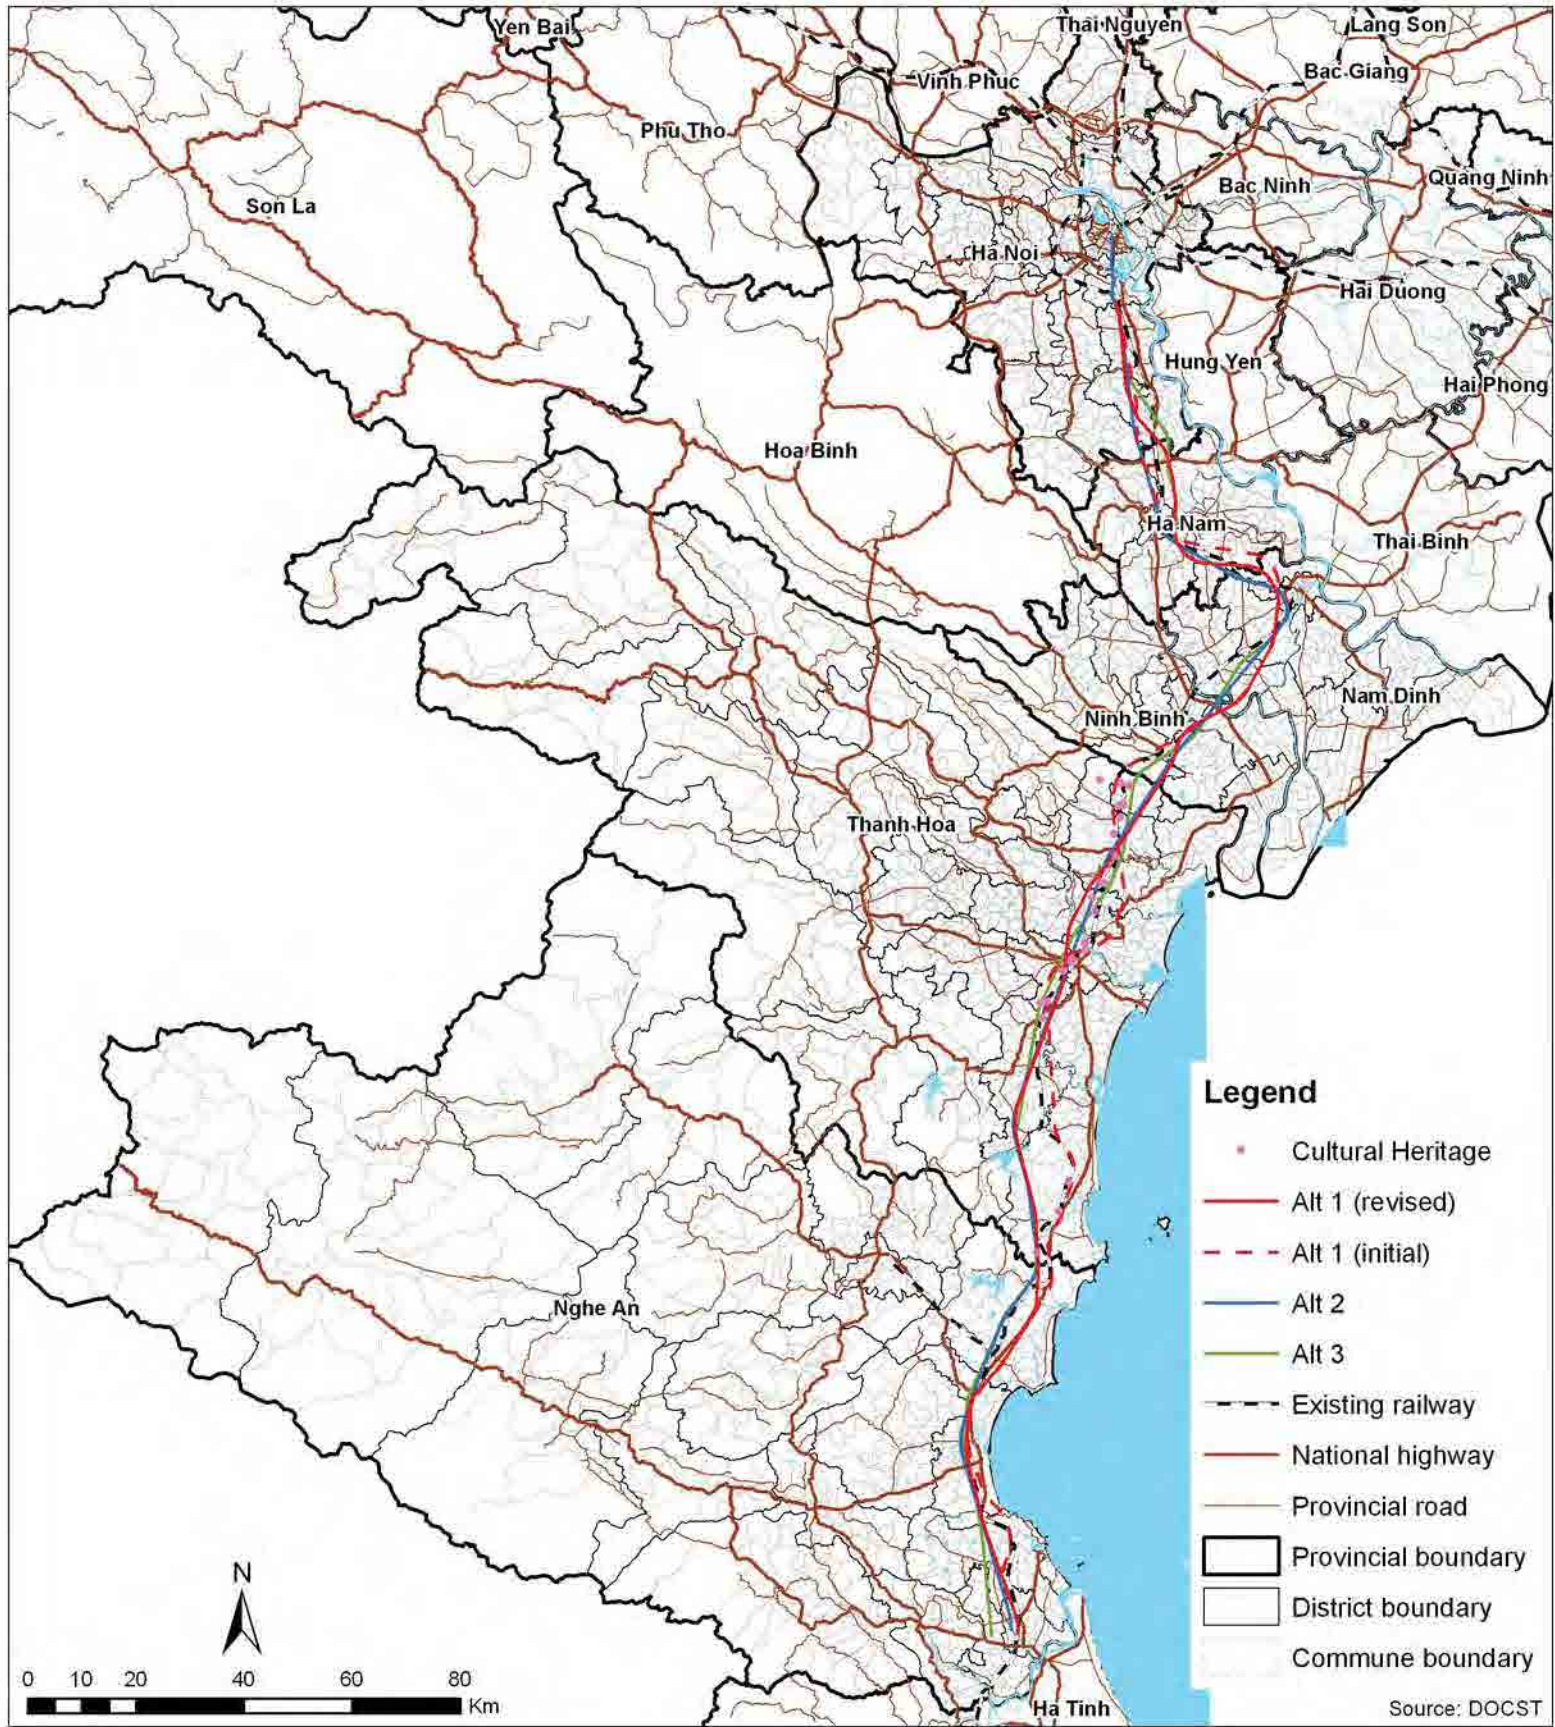 Yen Bai
Thai Nguyen
Lang Son
Vinh Phuc
Bac Giang
Phu Tho
Bac Ninh
Quang Ninh
Son La
Ha Noi
Hai Duong
Hung Yen
Hai Phong
Hoa Binh
Ha Nam
Thai Binh
Nam Dinh
Ninh Binh
Thanh Hoa
Nghe An
Ha Tinh
Legend
Cultural Heritage
Alt 1 (revised)
Alt 1 (initial)
Alt 2
Alt 3
Existing railway
National highway
Provincial road
Provincial boundary
District boundary
Commune boundary
N
0 10 20 40 60 80
Km
Source: DOCST